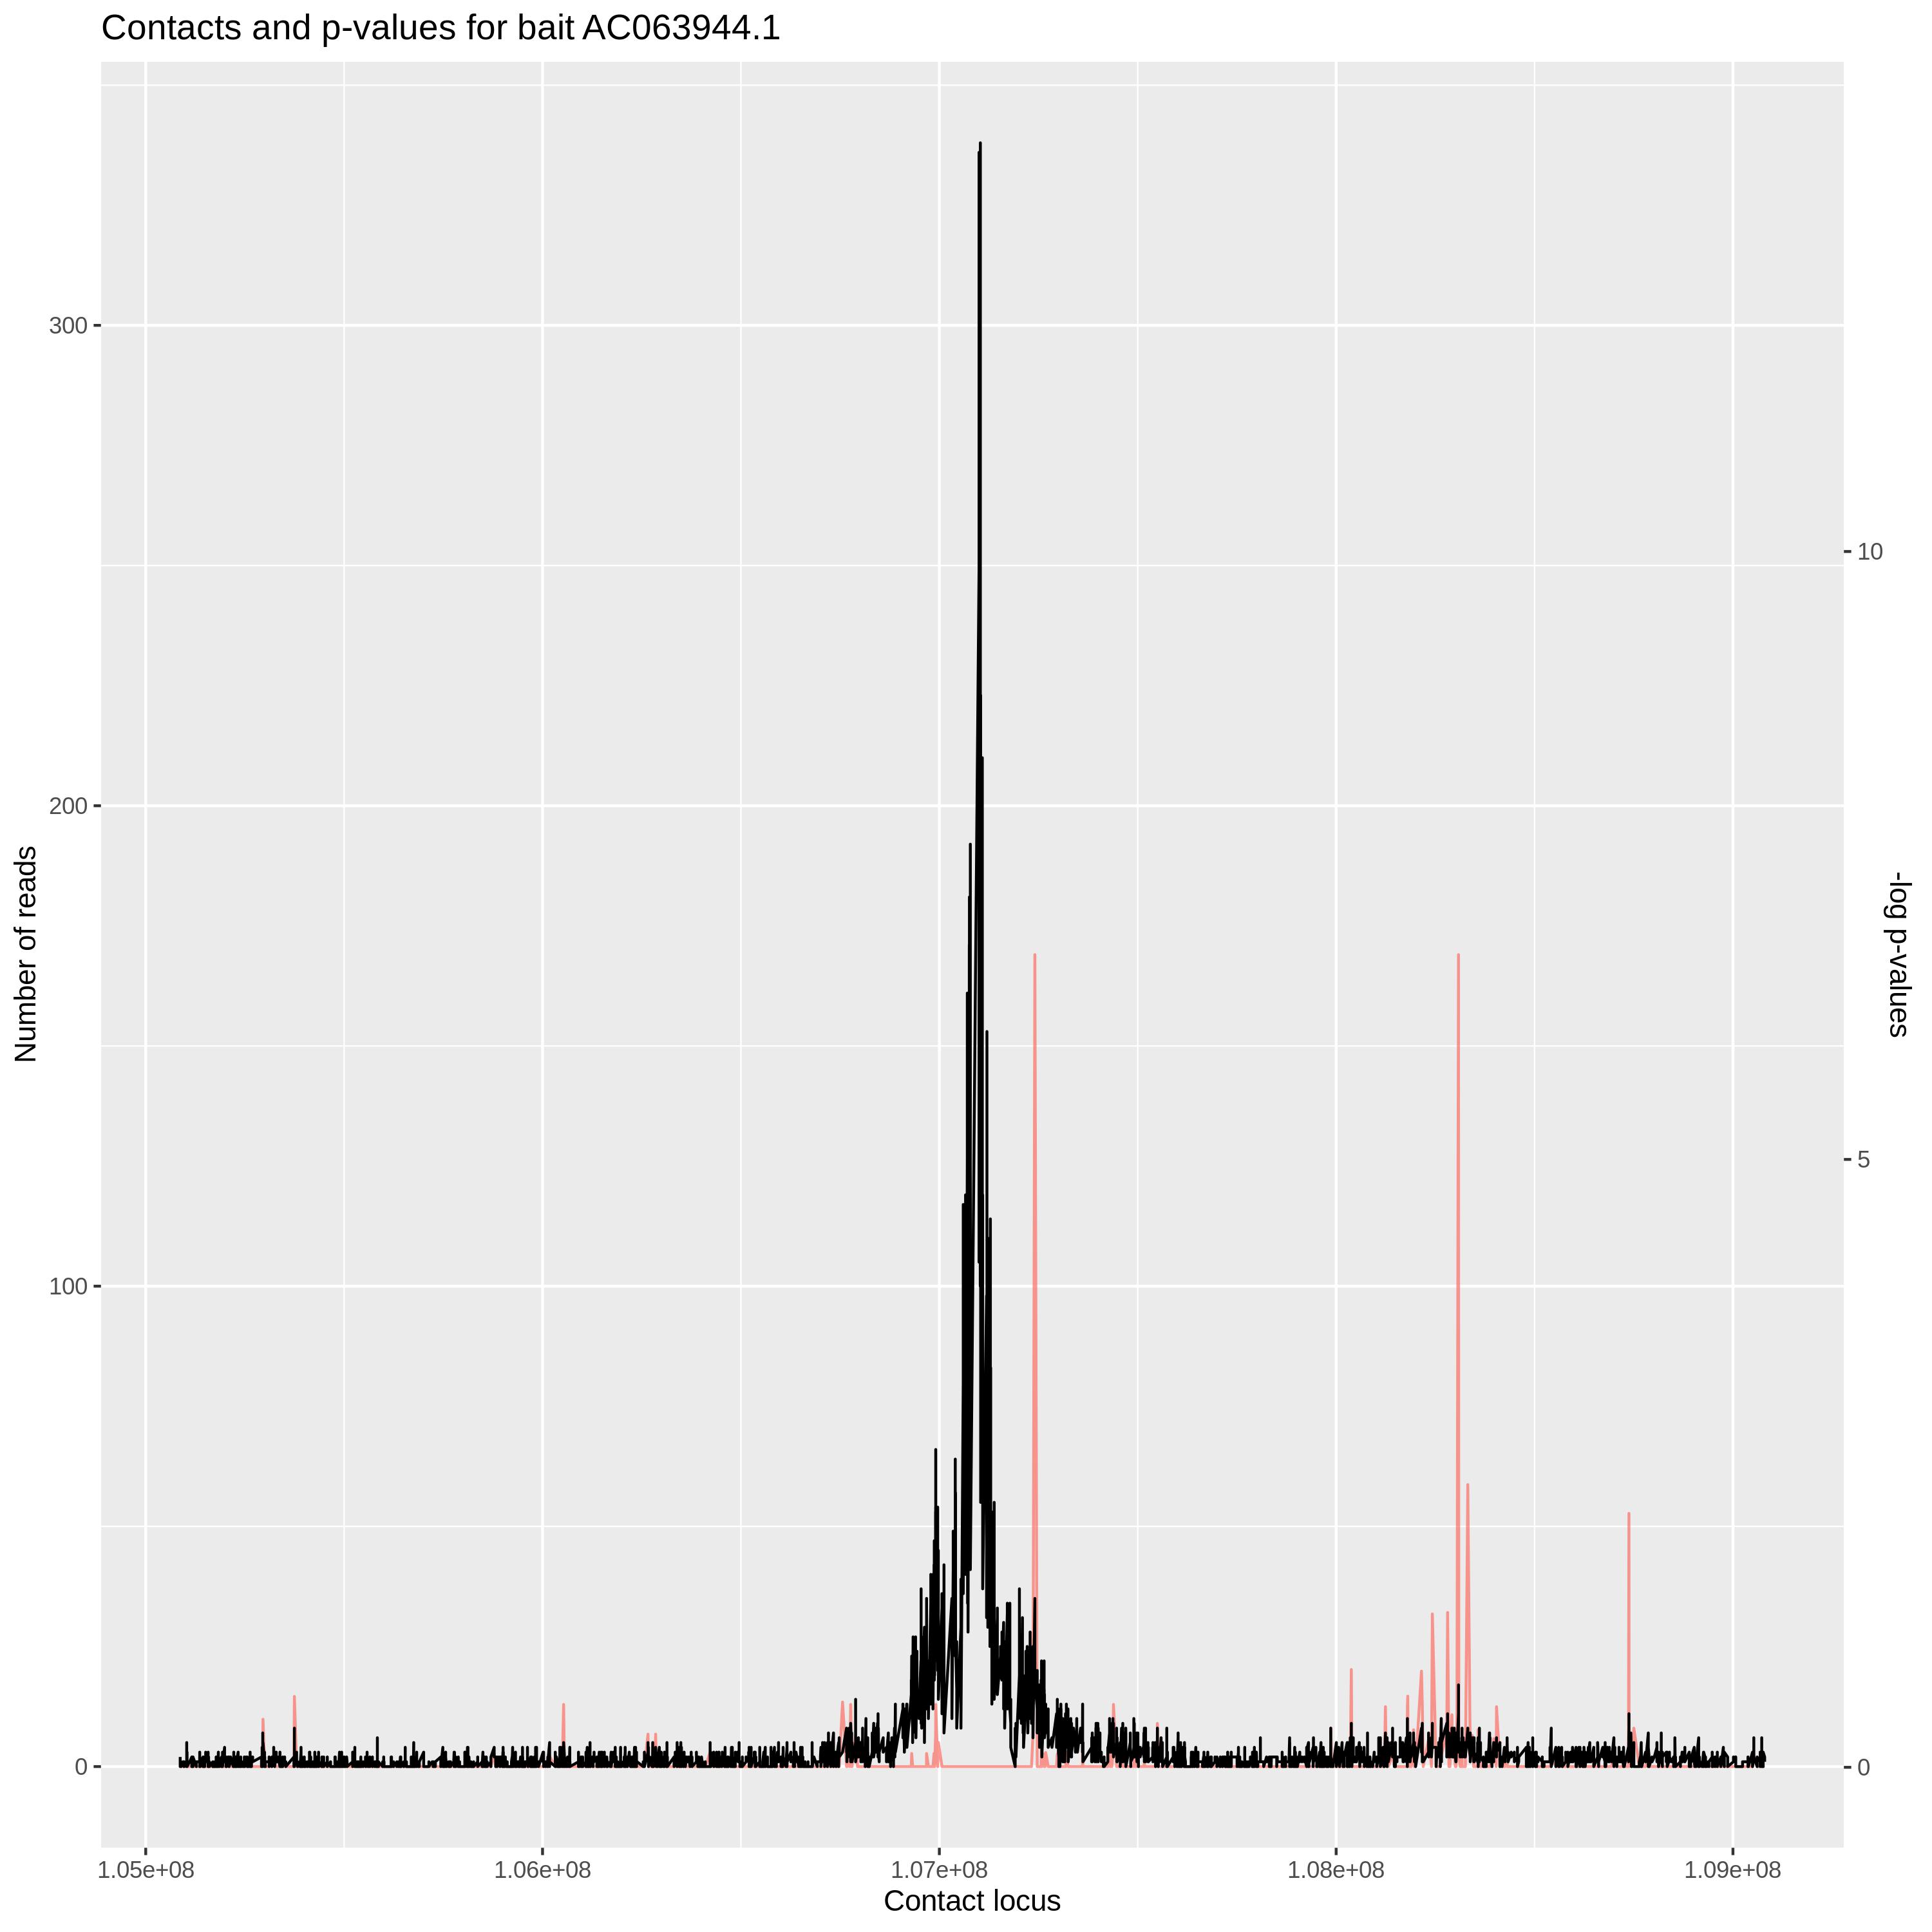 Contacts and p-values for bait AC063944.1
300
200
100
0
Number of reads
10
5
0
-log p-values
1.05e+08 1.06e+08 1.07e+08 1.08e+08 1.09e+08
Contact locus